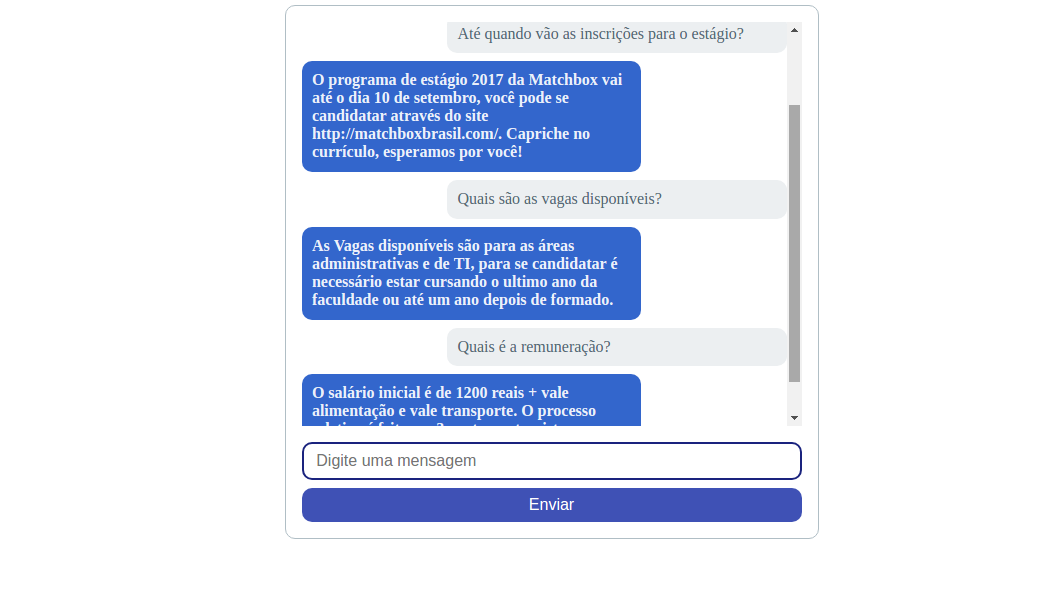 Até quando vão as inscrições para o estágio?
O programa de estágio 2017 da Matchbox vai
até o dia 10 de setembro, você pode se
candidatar através do site
http://matchboxbrasil.com/. Capriche no
currículo, esperamos por você!
Quais são as vagas disponíveis?
As Vagas disponíveis são para as áreas
administrativas e de TI, para se candidatar é
necessário estar cursando o ultimo ano da
faculdade ou até um ano depois de formado.
Quais é a remuneração?
O salário inicial é de 1200 reais + vale
alimentação e vale transporte. O processo
Digite uma mensagem
Enviar